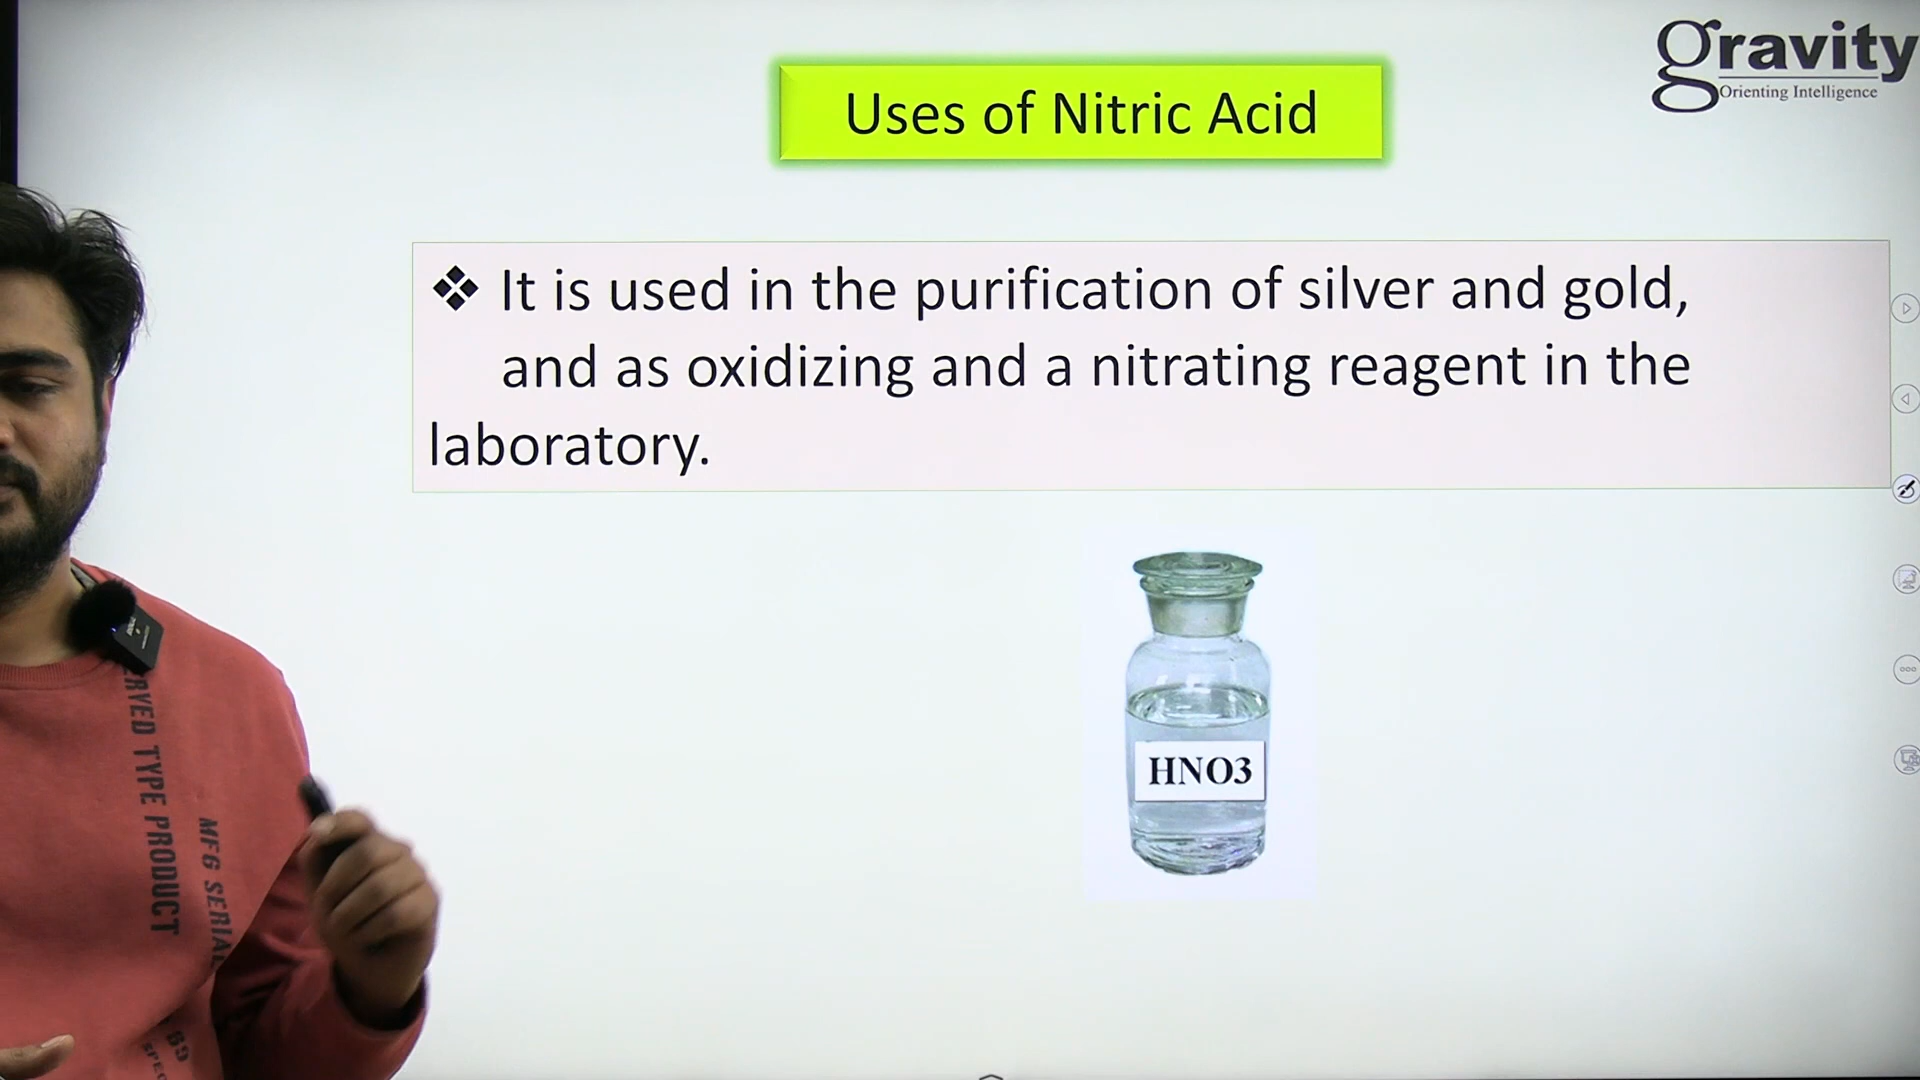 gravity
Orienting Intelligence
Uses of Nitric Acid
❖ It is used in the purification of silver and gold,
and as oxidizing and a nitrating reagent in the
laboratory.
HNO3
TYPE PRODUCT
MFG SERIAL
89